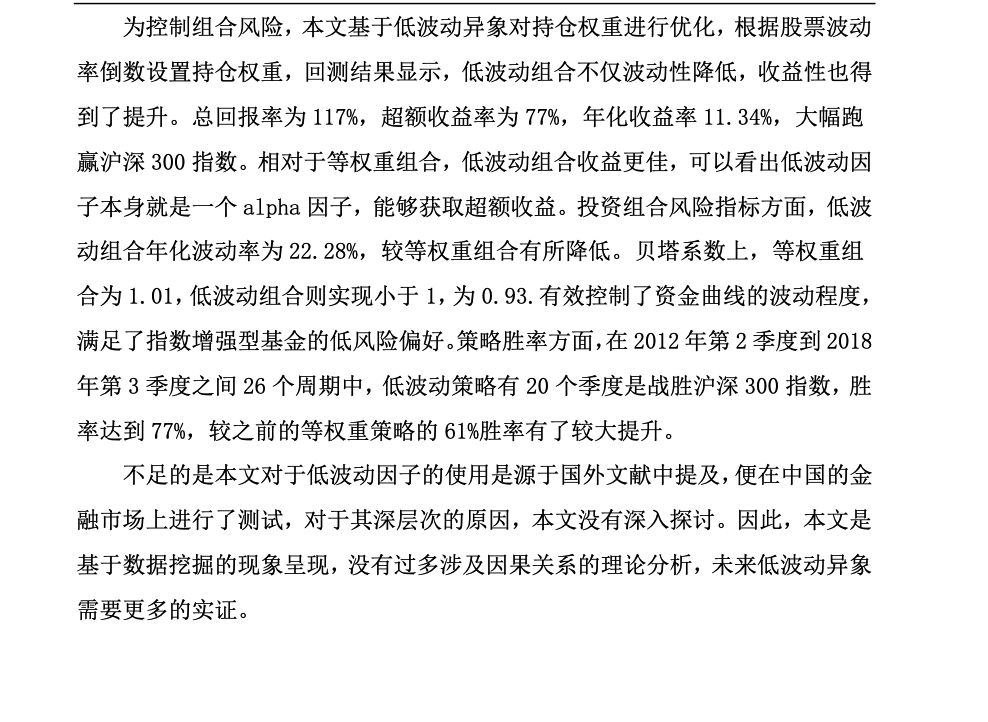 为控制组合风险，本文基于低波动异象对持仓权重进行优化，根据股票波动
率倒数设置持仓权重，回测结果显示，低波动组合不仅波动性降低，收益性也得
到了提升。总回报率为 117%，超额收益率为 77%，年化收益率 11.34%，大幅跑
赢沪深 300 指数。相对于等权重组合，低波动组合收益更佳，可以看出低波动因
子本身就是一个 alpha 因子，能够获取超额收益。投资组合风险指标方面，低波
动组合年化波动率为 22.28%，较等权重组合有所降低。贝塔系数上，等权重组
合为 1.01，低波动组合则实现小于 1，为 0.93.有效控制了资金曲线的波动程度，
满足了指数增强型基金的低风险偏好。策略胜率方面，在 2012 年第 2 季度到 2018
年第 3 季度之间 26 个周期中，低波动策略有 20 个季度是战胜沪深 300 指数，胜
率达到 77%，较之前的等权重策略的 61%胜率有了较大提升。
不足的是本文对于低波动因子的使用是源于国外文献中提及，便在中国的金
融市场上进行了测试，对于其深层次的原因，本文没有深入探讨。因此，本文是
基于数据挖掘的现象呈现，没有过多涉及因果关系的理论分析，未来低波动异象
需要更多的实证。